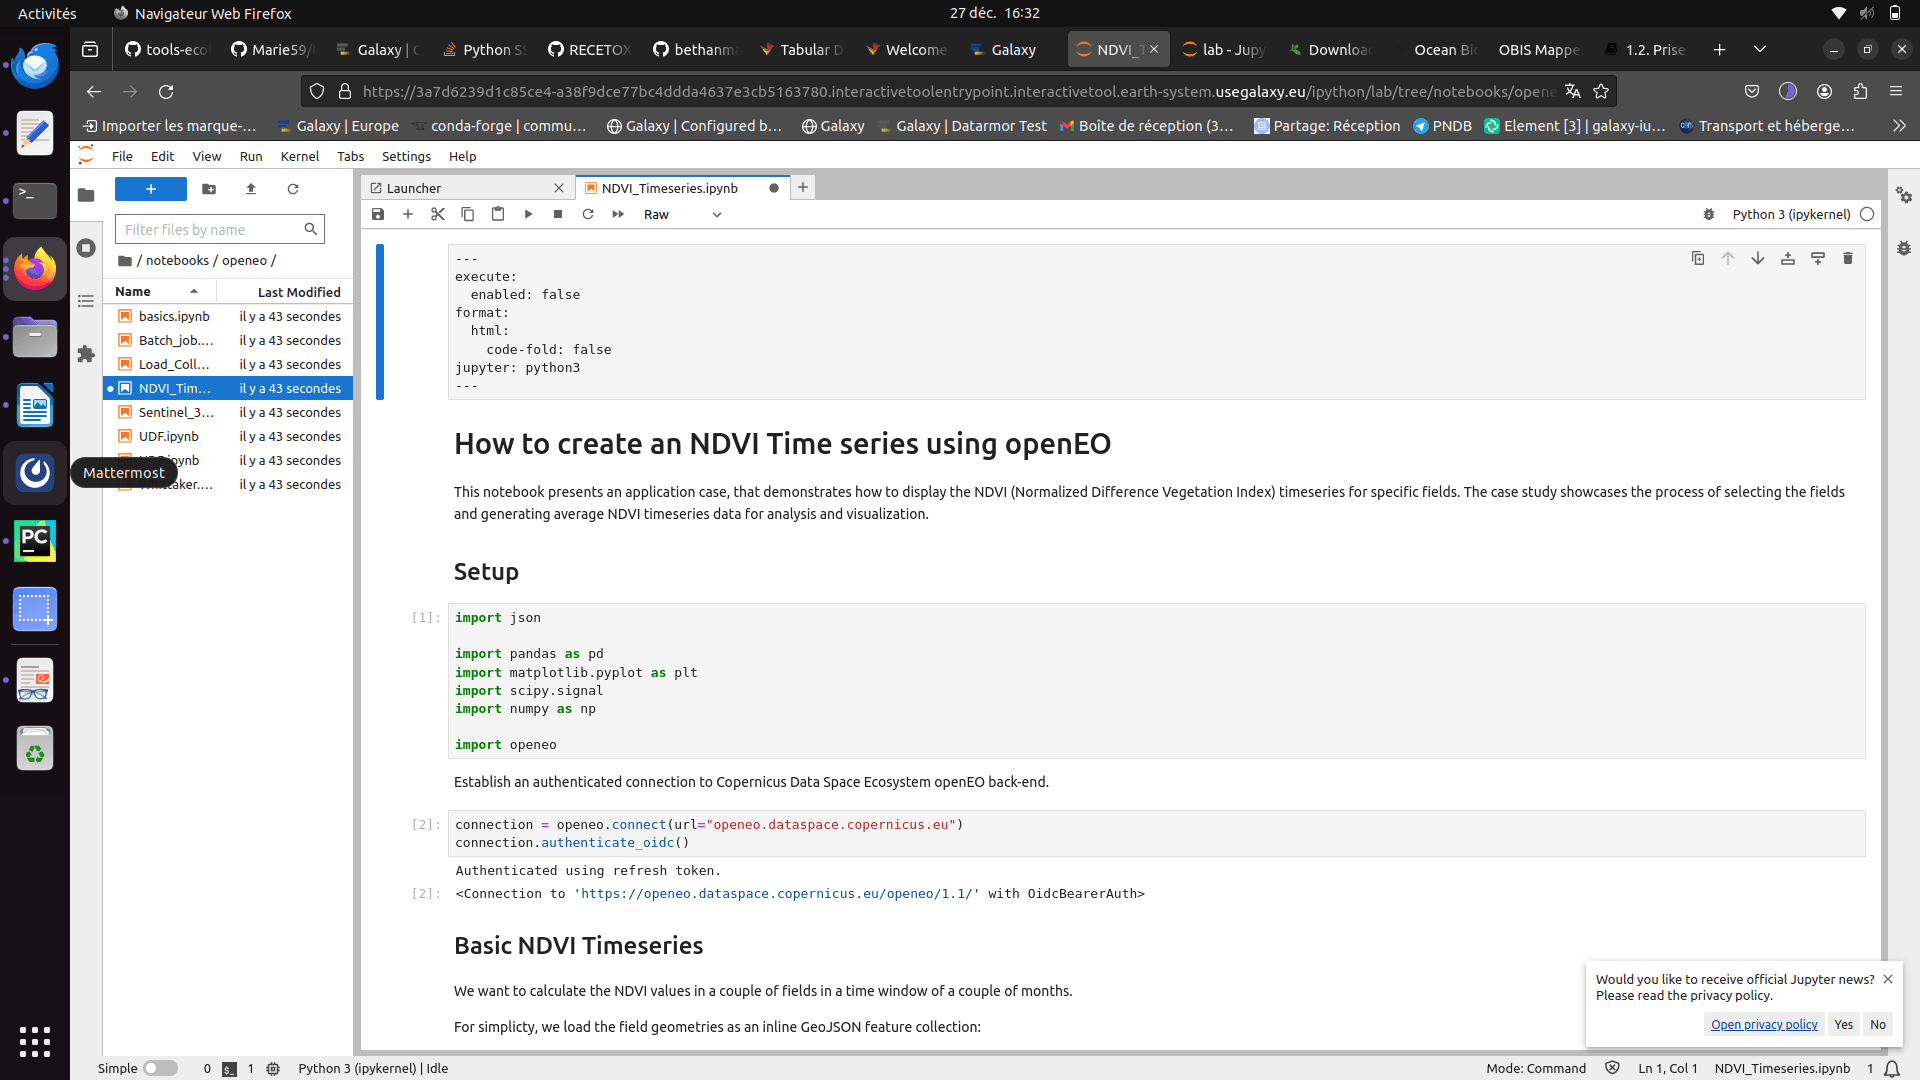 Activités
Navigateur Web Firefox
27 déc. 16:32
tools-eco
Marie59/
Galaxy | C
Python SS
RECETOX
bethanm
Tabular D
Welcome
Galaxy
NDVI_T
lab - Jupy
Downloa
Ocean Bi
OBIS Mappe
1.2. Prise
https://3a7d6239d1c85ce4-a38f9dce77bc4ddda4637e3cb5163780.interactivetoolentrypoint.interactivetool.earth-system.usegalaxy.eu/ipython/lab/tree/notebooks/opene
Importer les marque-…
Galaxy | Europe
conda-forge | commu…
Galaxy | Configured b…
Galaxy
Galaxy | Datarmor Test
Boîte de réception (3…
Partage: Réception
PNDB
Element [3] | galaxy-iu…
Transport et héberge…
File Edit View Run Kernel Tabs Settings Help
Launcher
NDVI_Timeseries.ipynb
Raw
Python 3 (ipykernel)
Filter files by name
/ notebooks / openeo /
Name Last Modified
basics.ipynb il y a 43 secondes
Batch_job.… il y a 43 secondes
Load_Coll… il y a 43 secondes
NDVI_Tim… il y a 43 secondes
Sentinel_3… il y a 43 secondes
UDF.ipynb il y a 43 secondes
ipynb il y a 43 secondes
Mattermost
il y a 43 secondes
---
execute:
  enabled: false
format:
  html:
    code-fold: false
jupyter: python3
---
How to create an NDVI Time series using openEO
This notebook presents an application case, that demonstrates how to display the NDVI (Normalized Difference Vegetation Index) timeseries for specific fields. The case study showcases the process of selecting the fields
and generating average NDVI timeseries data for analysis and visualization.
Setup
[1]:
import json
import pandas as pd
import matplotlib.pyplot as plt
import scipy.signal
import numpy as np
import openeo
Establish an authenticated connection to Copernicus Data Space Ecosystem openEO back-end.
[2]:
connection = openeo.connect(url="openeo.dataspace.copernicus.eu")
connection.authenticate_oidc()
Authenticated using refresh token.
[2]:
<Connection to 'https://openeo.dataspace.copernicus.eu/openeo/1.1/' with OidcBearerAuth>
Basic NDVI Timeseries
We want to calculate the NDVI values in a couple of fields in a time window of a couple of months.
For simplicty, we load the field geometries as an inline GeoJSON feature collection:
Would you like to receive official Jupyter news?
Please read the privacy policy.
Open privacy policy Yes No
PC
Simple
0
1
Python 3 (ipykernel) | Idle
Mode: Command
Ln 1, Col 1
NDVI_Timeseries.ipynb
1